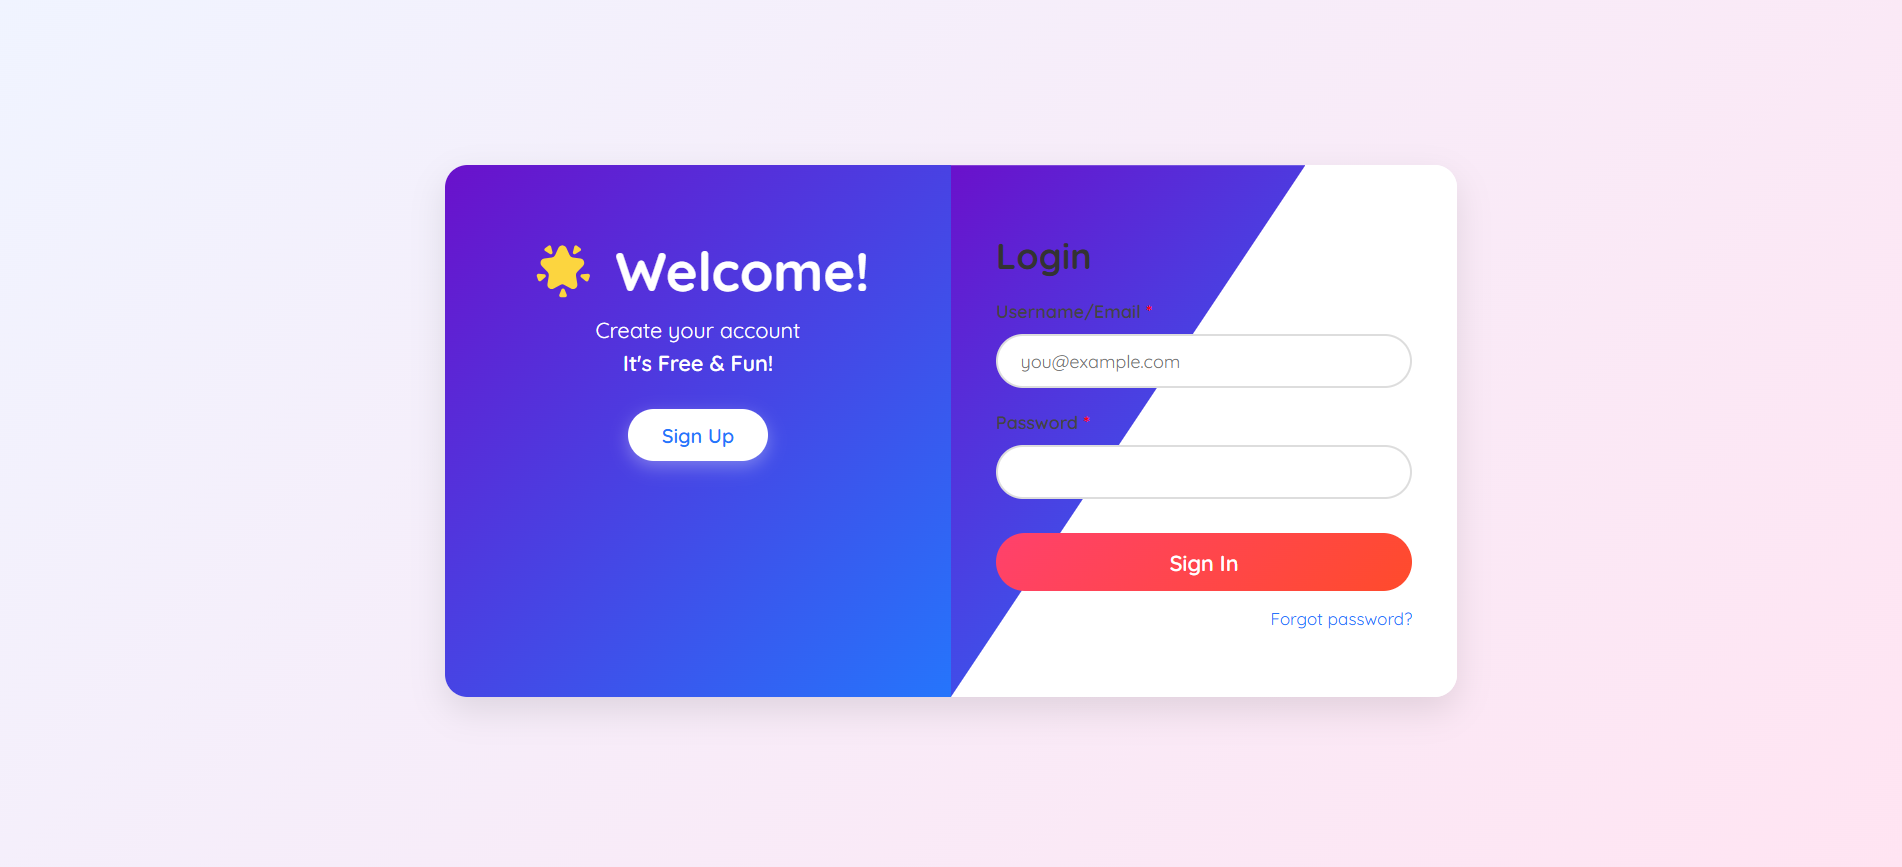 Welcome!
Create your account
It's Free & Fun!
Sign Up
Login
Username/Email *
you@example.com
Password *
Sign In
Forgot password?